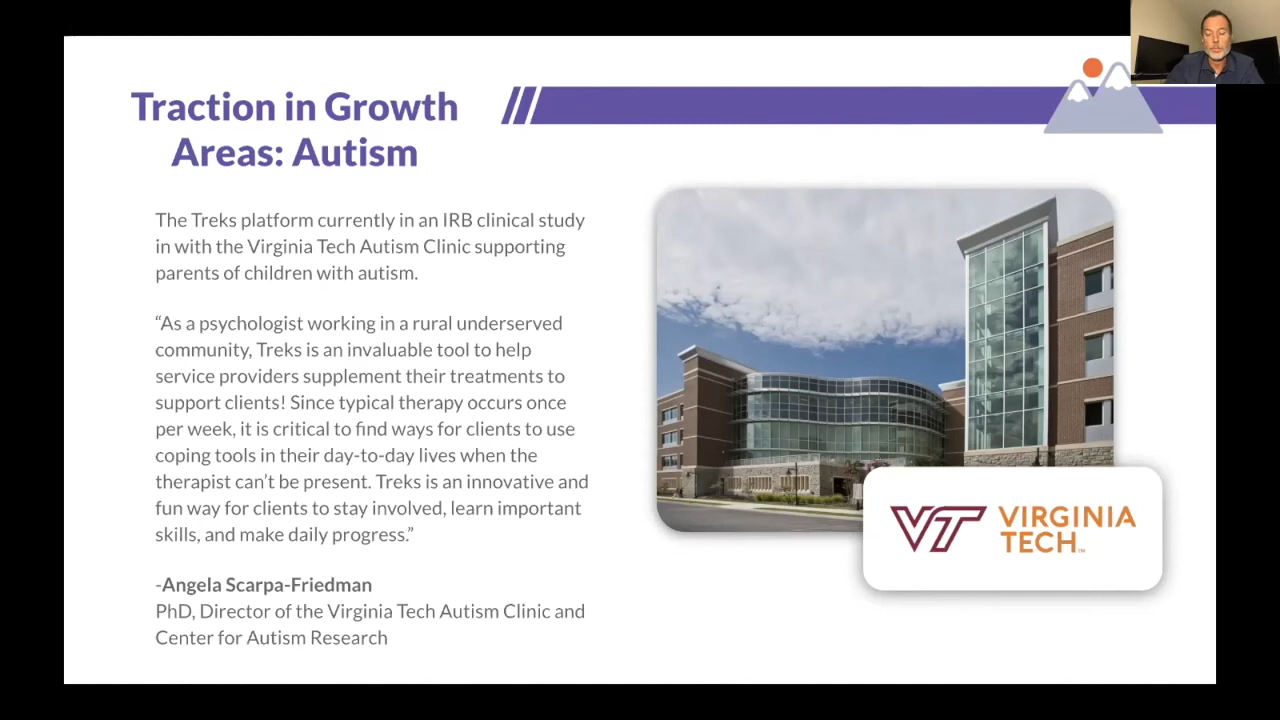 Traction in Growth
Areas: Autism
The Treks platform currently in an IRB clinical study
in with the Virginia Tech Autism Clinic supporting
parents of children with autism.
“As a psychologist working in a rural underserved
community, Treks is an invaluable tool to help
service providers supplement their treatments to
support clients! Since typical therapy occurs once
per week, it is critical to find ways for clients to use
coping tools in their day-to-day lives when the
therapist can’t be present. Treks is an innovative and
fun way for clients to stay involved, learn important
skills, and make daily progress.”
-Angela Scarpa-Friedman
PhD, Director of the Virginia Tech Autism Clinic and
Center for Autism Research
VT VIRGINIA
TECH™